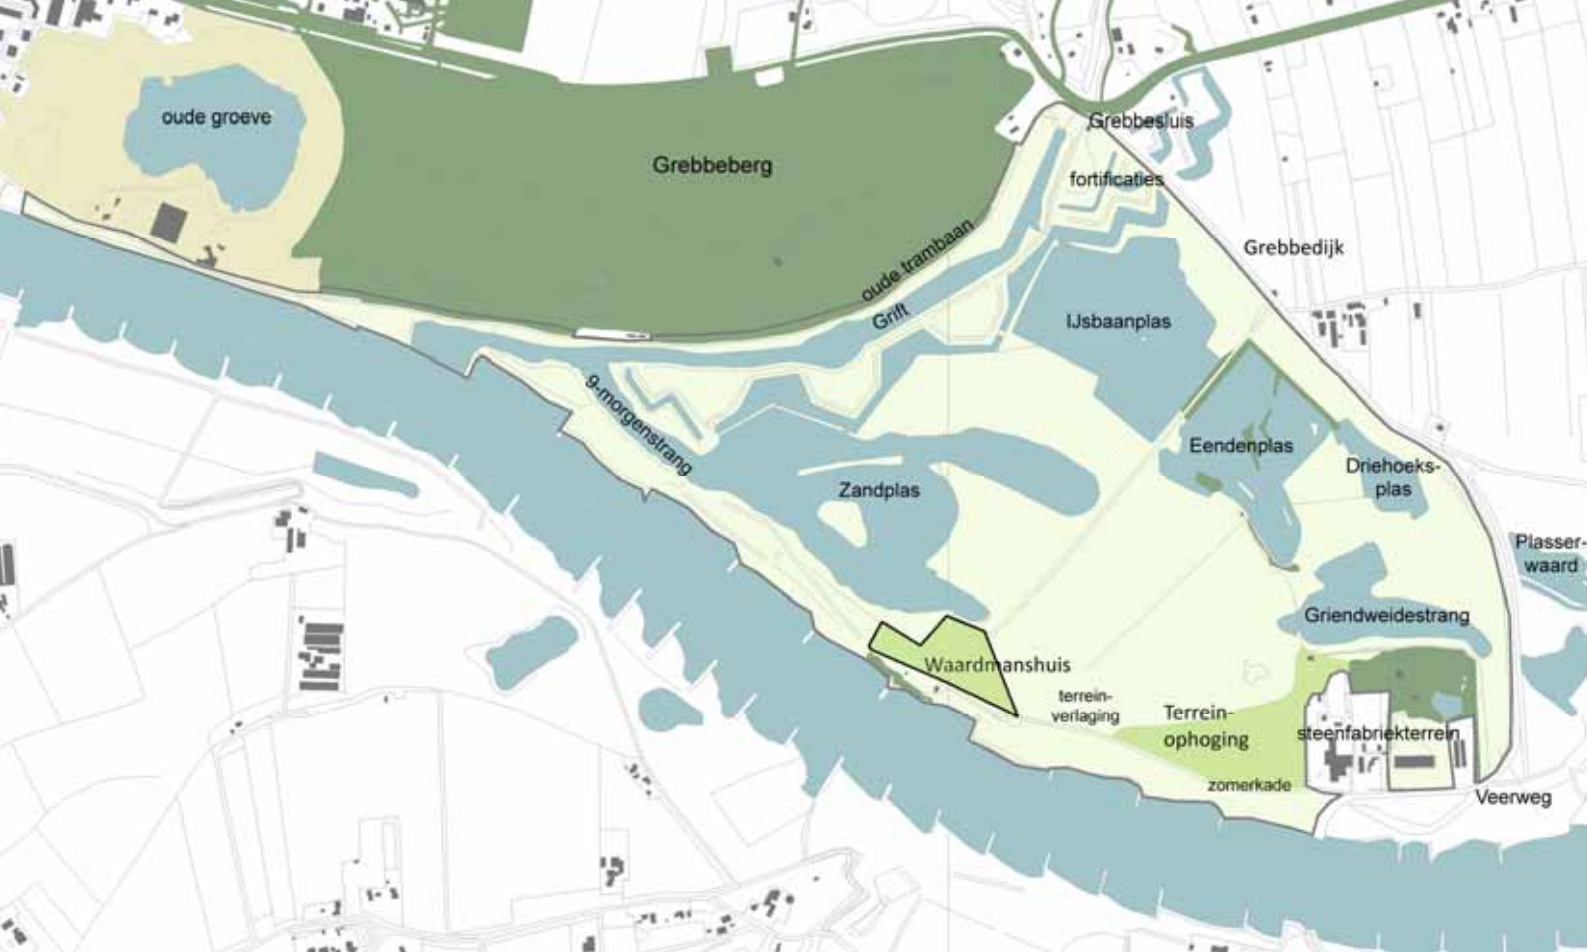 oude groeve
Grebbesluis
Grebbeberg
fortificaties
Grebbedijk
oude trambaan
Grift
IJsbaanplas
9-morgenstrang
Eendenplas
Driehoeks-
plas
Zandplas
Plasser-
waard
Griendweidestrang
Waardmanshuis
terrein-
verlaging
Terrein-
ophoging
steenfabriekterrein
zomerkade
Veerweg